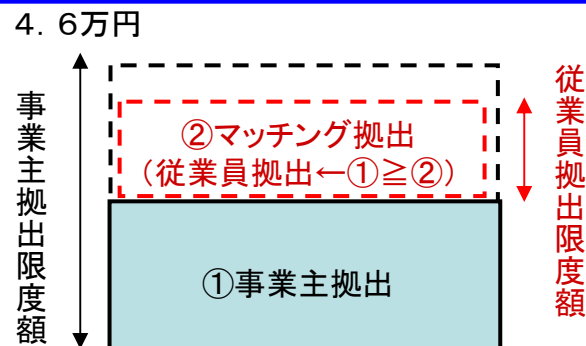 ４．６万円
事業主拠出限度額
②マッチング拠出
（従業員拠出←①≧②）
従業員拠出限度額
①事業主拠出